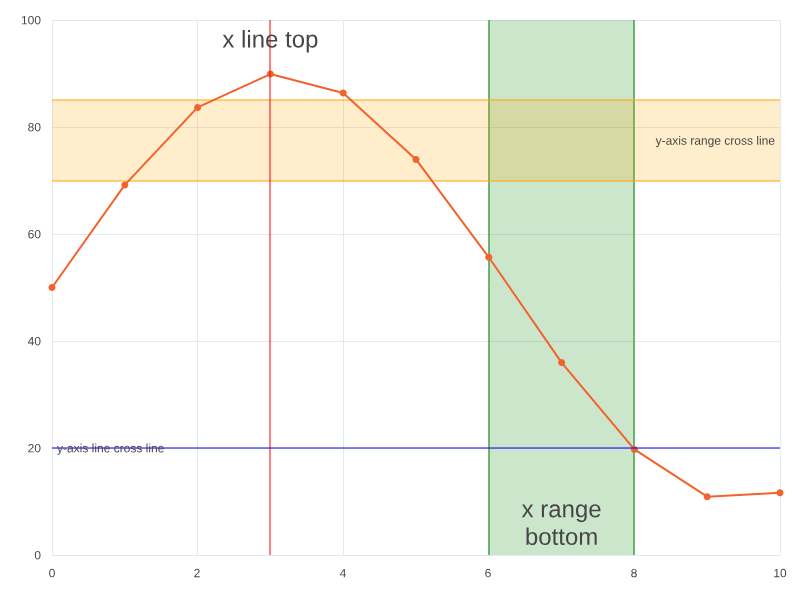 100
x line top
80
y-axis range cross line
60
40
20
y-axis line cross line
x range
bottom
0
0 2 4 6 8 10